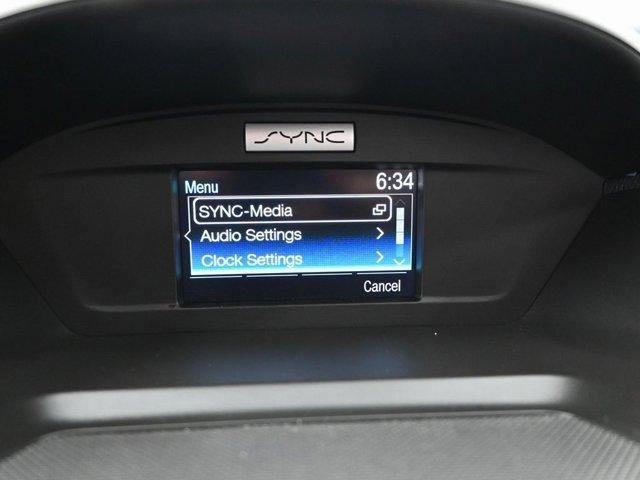 SYNC
Menu 6:34
SYNC-Media
Audio Settings
Clock Settings
Cancel